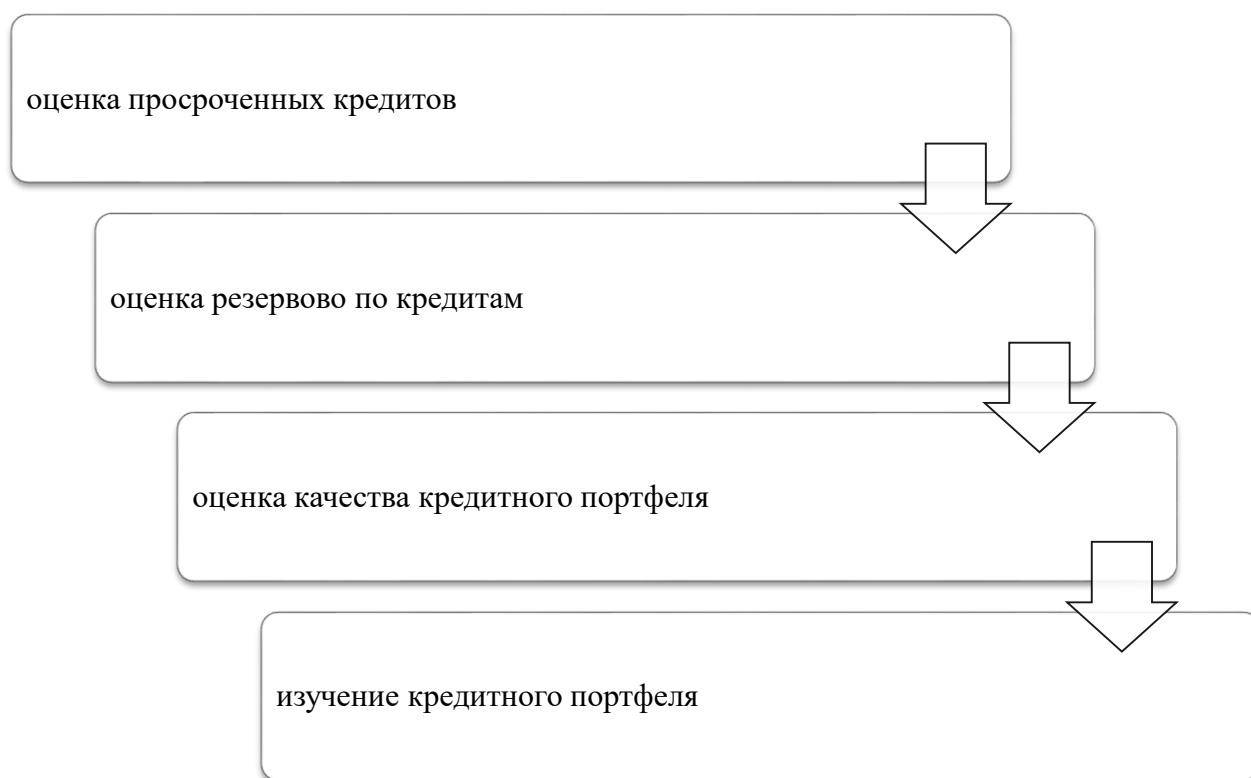 оценка просроченных кредитов
оценка резервово по кредитам
оценка качества кредитного портфеля
изучение кредитного портфеля